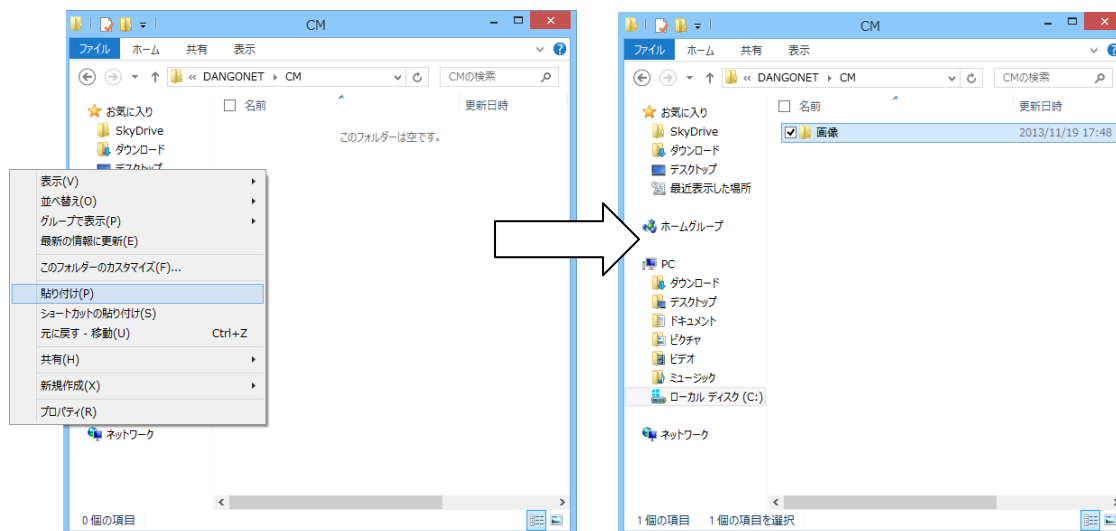 CM
ファイル ホーム 共有 表示
« DANGONET ▸ CM CMの検索
お気に入り
SkyDrive
ダウンロード
デスクトップ
名前 更新日時
このフォルダーは空です。
表示(V)
並べ替え(O)
グループで表示(P)
最新の情報に更新(E)
このフォルダーのカスタマイズ(F)...
貼り付け(P)
ショートカットの貼り付け(S)
元に戻す - 移動(U) Ctrl+Z
共有(H)
新規作成(X)
プロパティ(R)
ネットワーク
0 個の項目
CM
ファイル ホーム 共有 表示
« DANGONET ▸ CM CMの検索
お気に入り
SkyDrive
ダウンロード
デスクトップ
最近表示した場所
ホームグループ
PC
ダウンロード
デスクトップ
ドキュメント
ピクチャ
ビデオ
ミュージック
ローカル ディスク (C:)
ネットワーク
名前 更新日時
画像 2013/11/19 17:48
1 個の項目 1 個の項目を選択